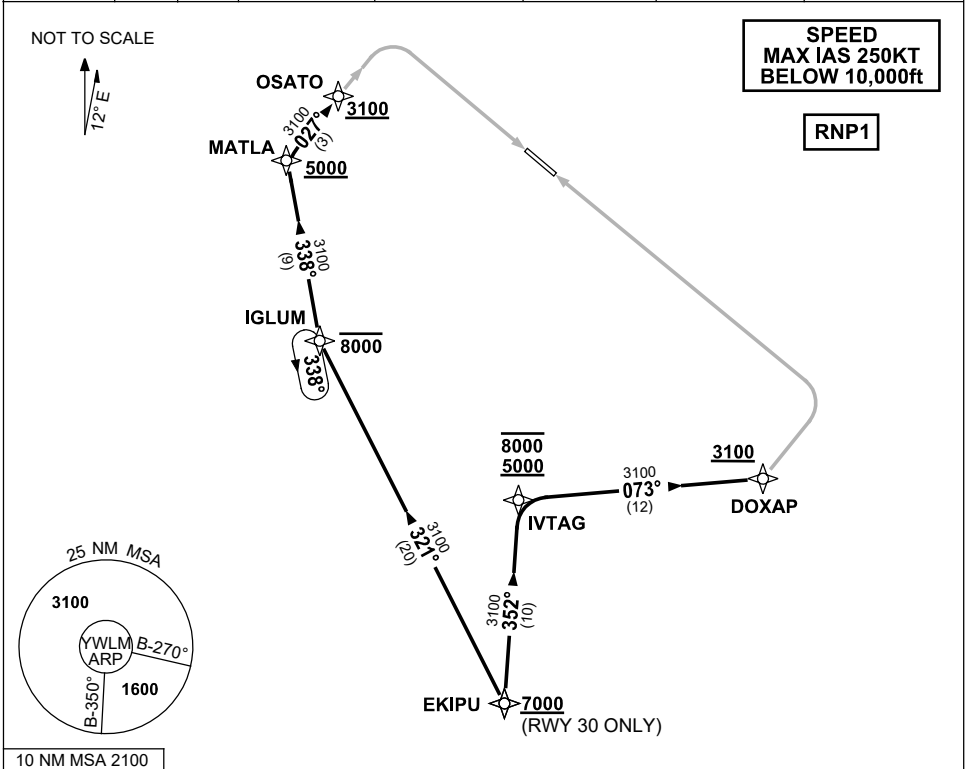 NOT TO SCALE
12° E
SPEED
MAX IAS 250KT
BELOW 10,000ft
RNP1
OSATO
3100
3100
027°
(3)
MATLA
5000
3100
338°
(9)
IGLUM
8000
338°
8000
5000
IVTAG
3100
073°
(12)
3100
DOXAP
3100
321°
(20)
3100
352°
(10)
EKIPU
7000
(RWY 30 ONLY)
25 NM MSA
3100
YWLM
ARP
B-270°
B-350°
1600
10 NM MSA 2100